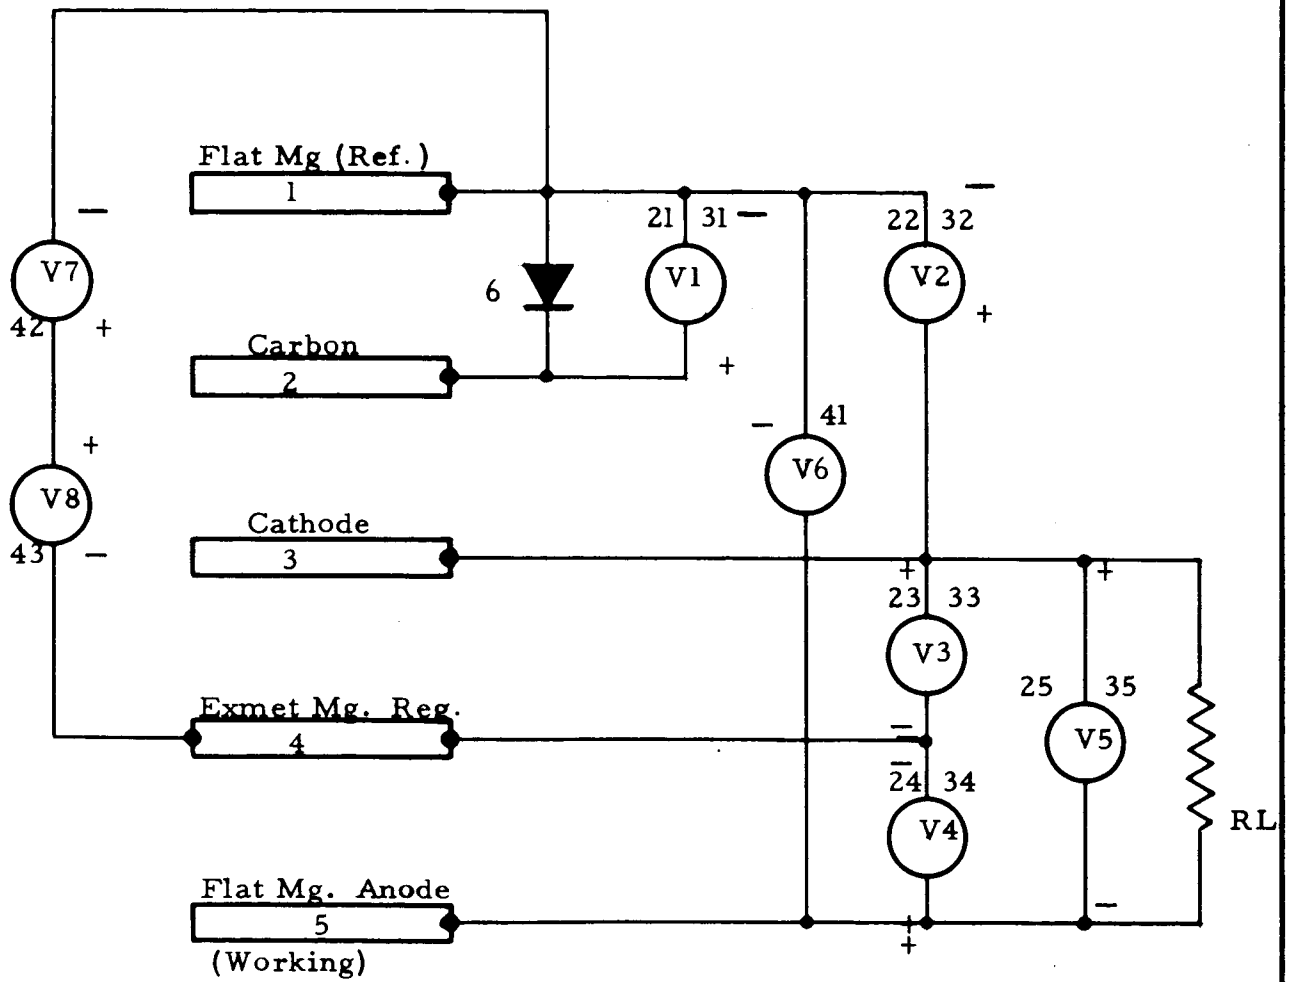 Flat Mg (Ref.)
1
−
21 31 −
22 32
−
V7
6
V1
V2
42 +
+
Carbon
2
+
+
− 41
V8
V6
43 −
Cathode
3
+
+
23 33
V3
25 35
Exmet Mg. Reg.
4
−
−
V5
24 34
V4
RL
Flat Mg. Anode
5
−
+
+
(Working)